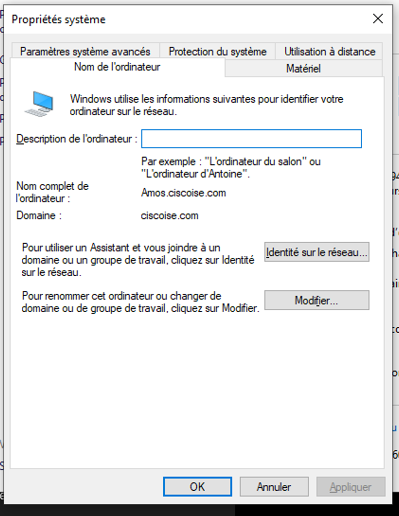 Propriétés système
Paramètres système avancés
Protection du système
Utilisation à distance
Nom de l'ordinateur
Matériel
Windows utilise les informations suivantes pour identifier votre
ordinateur sur le réseau.
Description de l'ordinateur :
Par exemple : "L'ordinateur du salon" ou
"L'ordinateur d'Antoine".
Nom complet de
l'ordinateur :
Amos.ciscoise.com
Domaine :
ciscoise.com
Pour utiliser un Assistant et vous joindre à un
domaine ou un groupe de travail, cliquez sur Identité
sur le réseau.
Identité sur le réseau...
Pour renommer cet ordinateur ou changer de
domaine ou de groupe de travail, cliquez sur Modifier.
Modifier...
OK
Annuler
Appliquer